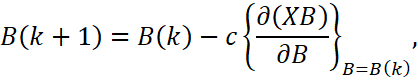 B(k + 1) = B(k) − c {∂(XB)/∂B}_{B=B(k)},